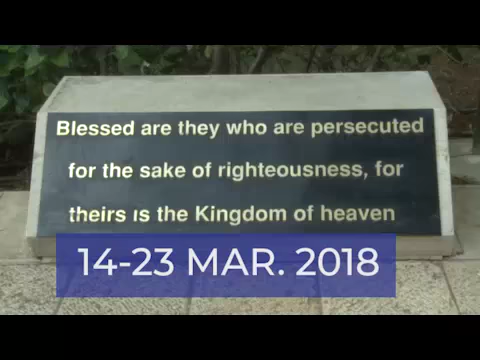 Blessed are they who are persecuted
for the sake of righteousness, for
theirs is the Kingdom of heaven
14-23 MAR. 2018